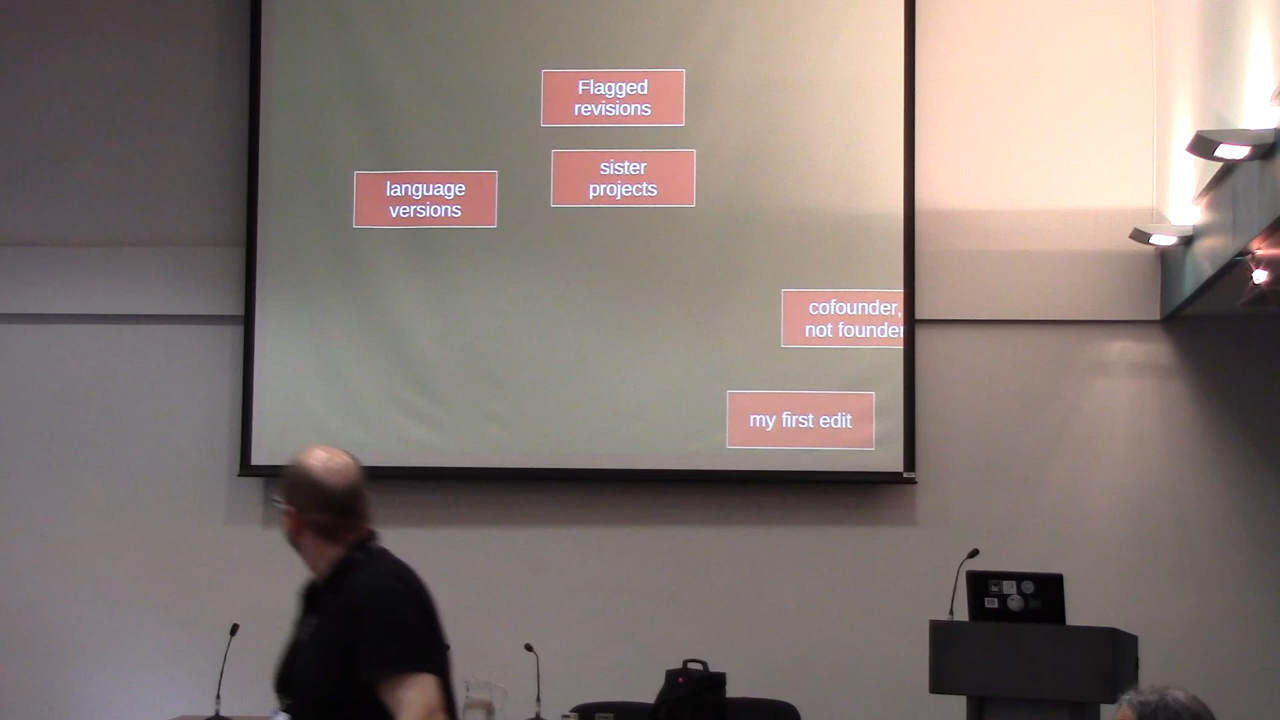 Flagged
revisions
sister
projects
language
versions
cofounder,
not founder
my first edit